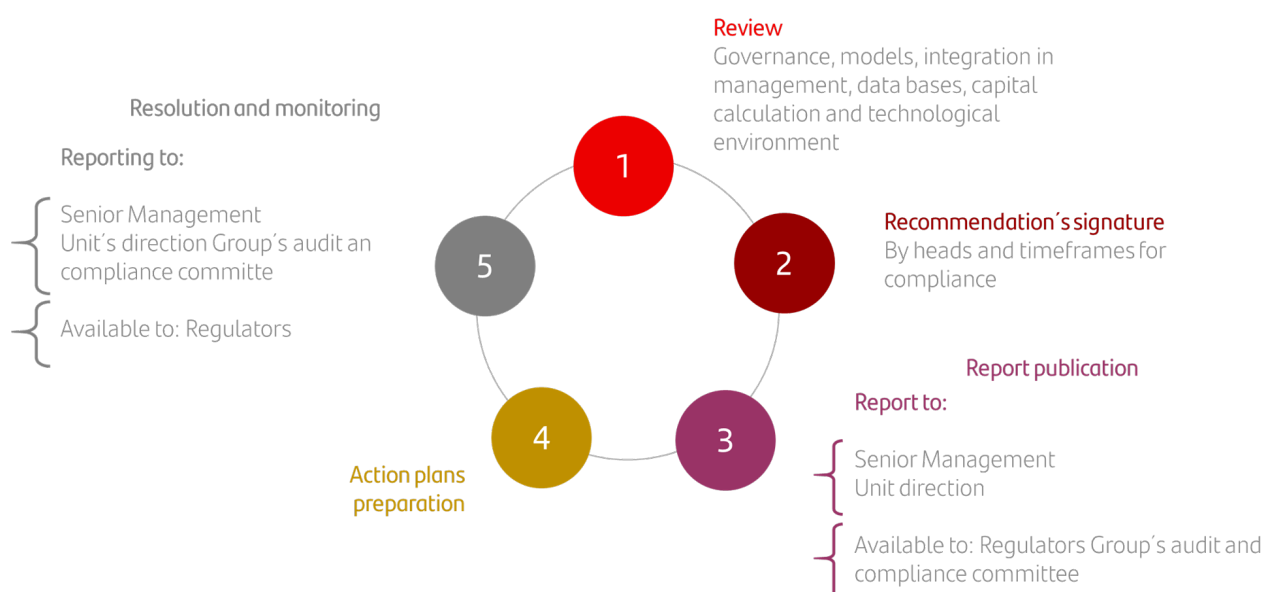 Review
Governance, models, integration in
management, data bases, capital
calculation and technological
environment
1
Recommendation´s signature
By heads and timeframes for
compliance
2
Report publication
Report to:
Senior Management
Unit direction
Available to: Regulators Group´s audit and
compliance committee
3
Action plans
preparation
4
Resolution and monitoring
Reporting to:
Senior Management
Unit´s direction Group´s audit an
compliance committe
Available to: Regulators
5